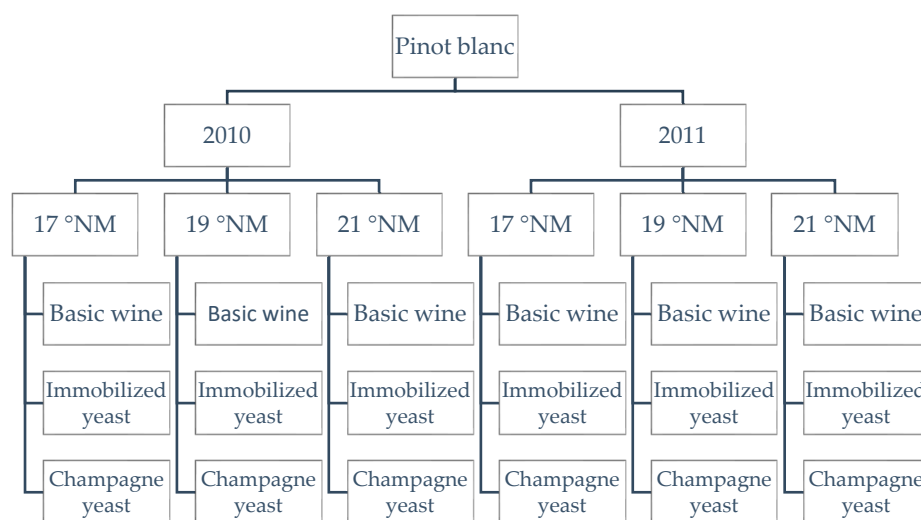 Pinot blanc
2010
2011
17 °NM
19 °NM
21 °NM
17 °NM
19 °NM
21 °NM
Basic wine
Basic wine
Basic wine
Basic wine
Basic wine
Basic wine
Immobilized
yeast
Immobilized
yeast
Immobilized
yeast
Immobilized
yeast
Immobilized
yeast
Immobilized
yeast
Champagne
yeast
Champagne
yeast
Champagne
yeast
Champagne
yeast
Champagne
yeast
Champagne
yeast